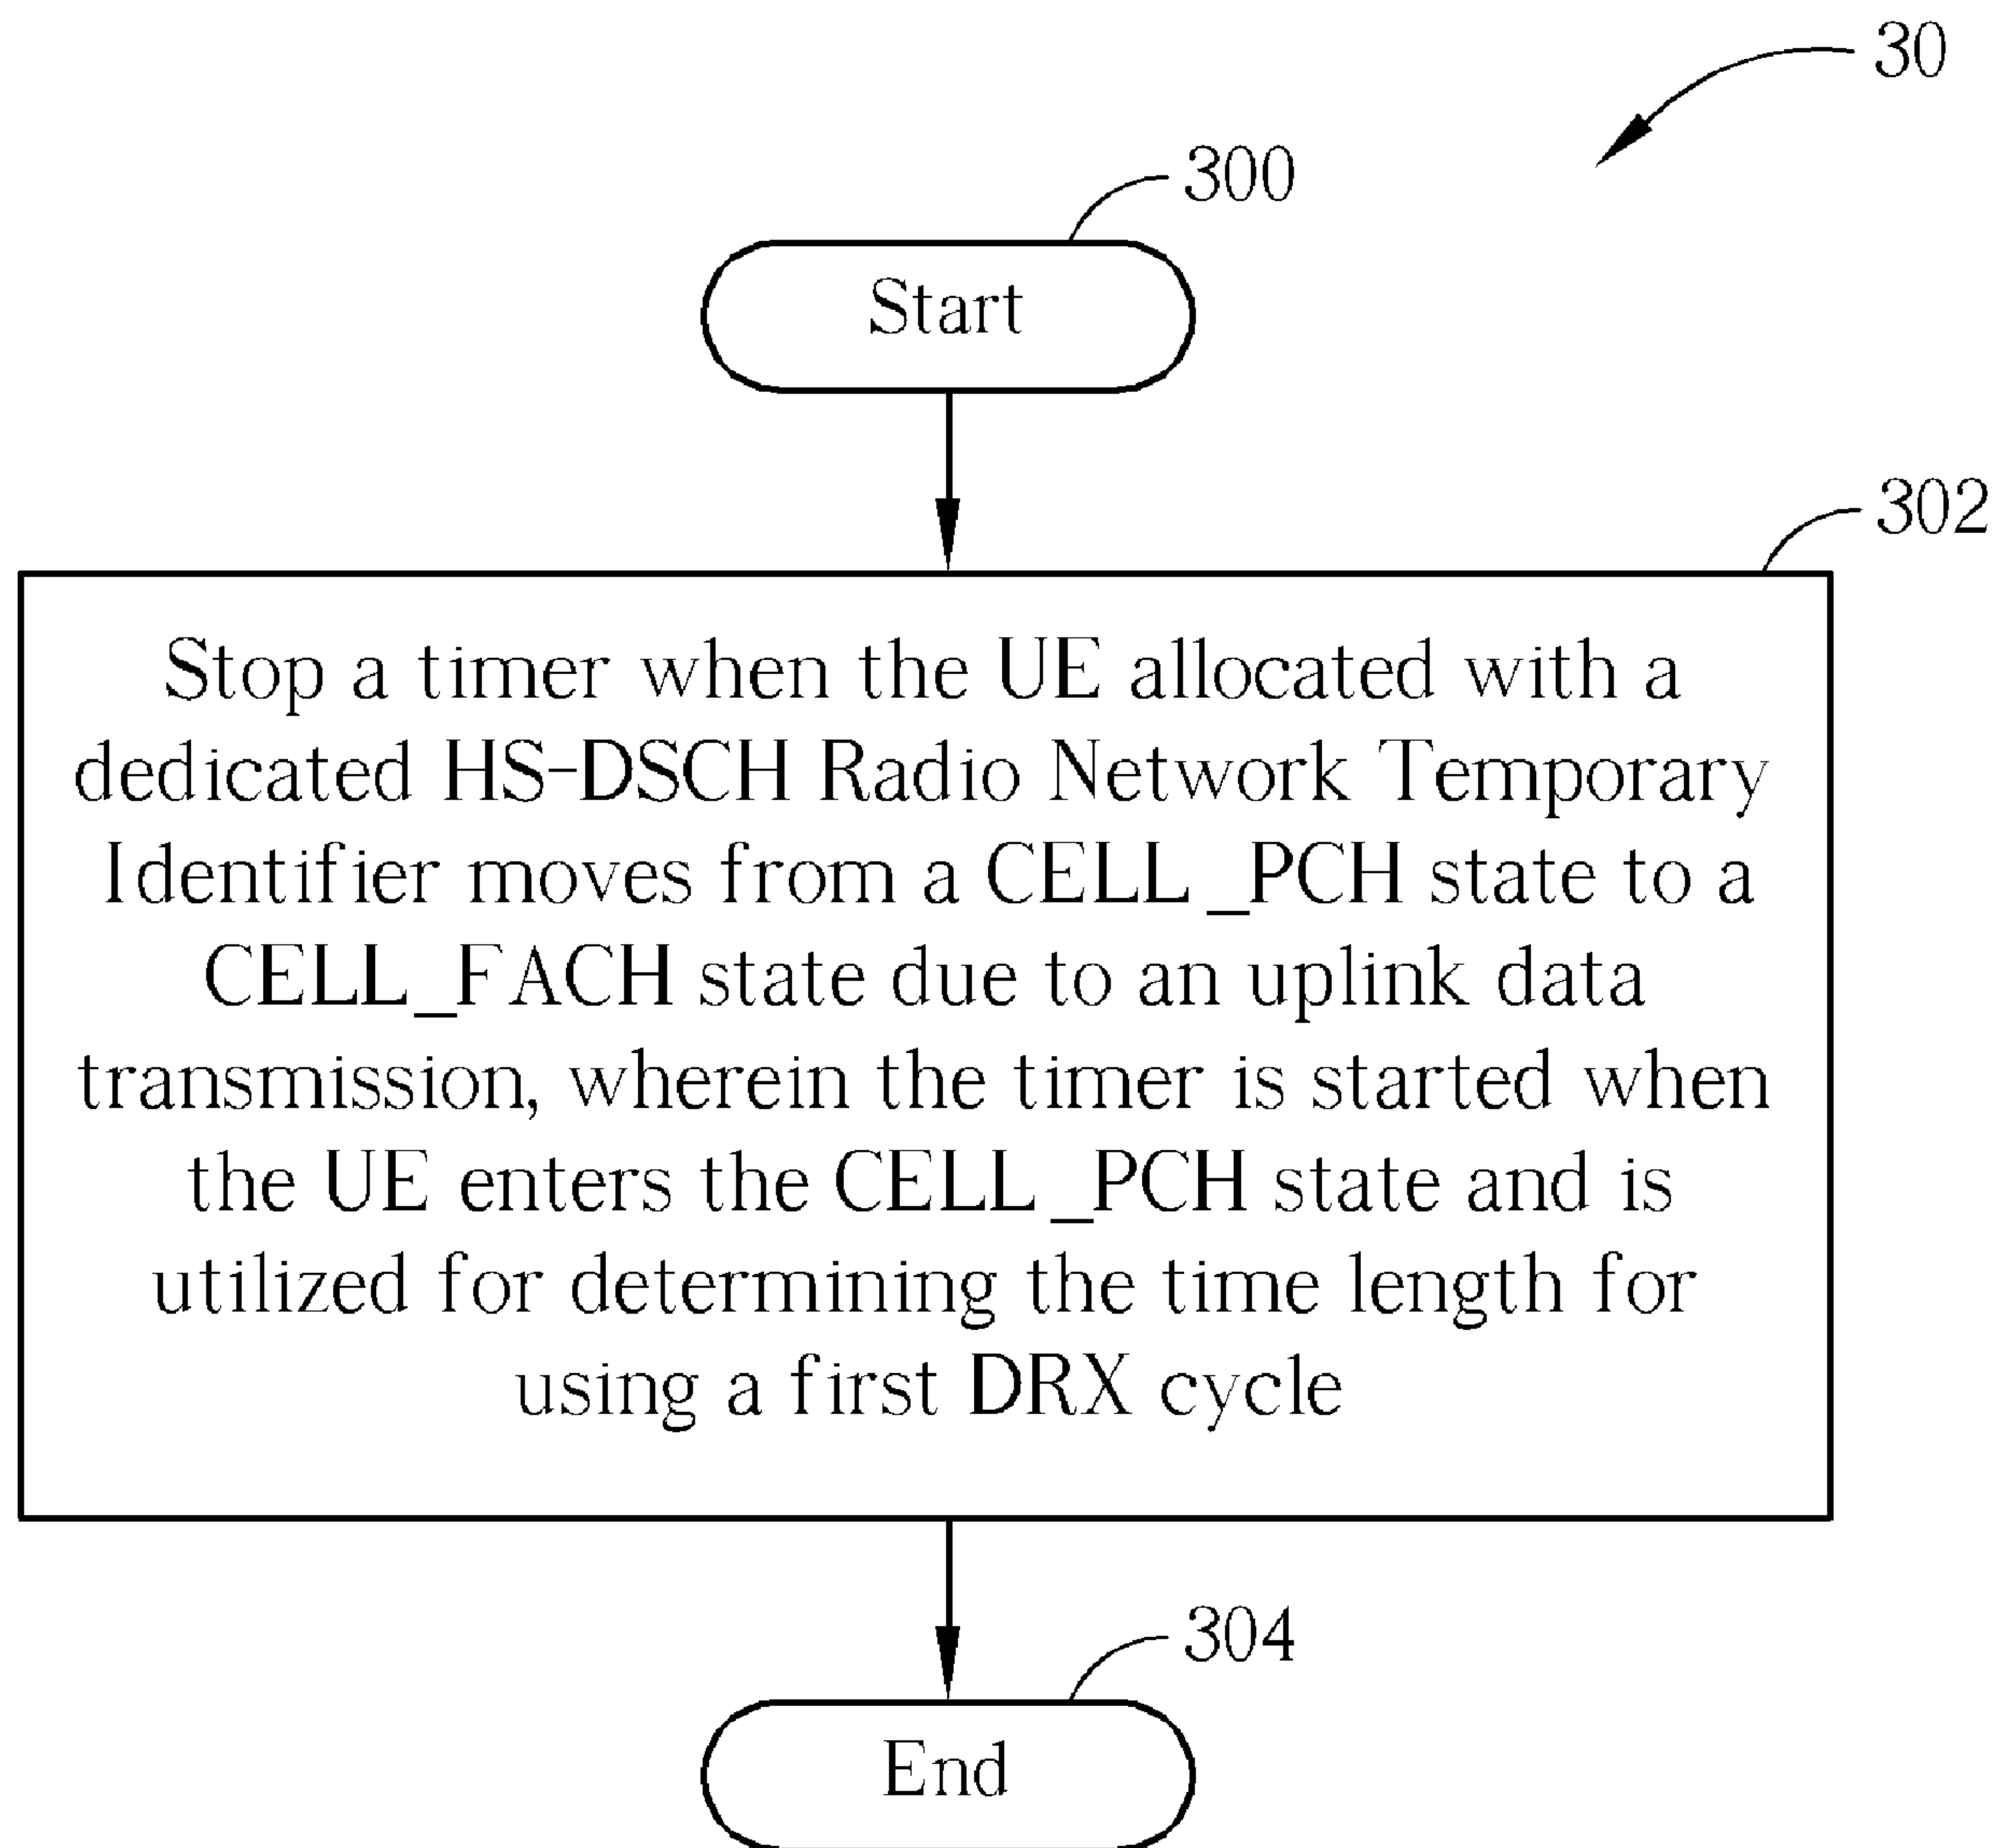 30
300
Start
302
Stop a timer when the UE allocated with a
dedicated HS-DSCH Radio Network Temporary
Identifier moves from a CELL_PCH state to a
CELL_FACH state due to an uplink data
transmission, wherein the timer is started when
the UE enters the CELL_PCH state and is
utilized for determining the time length for
using a first DRX cycle
304
End